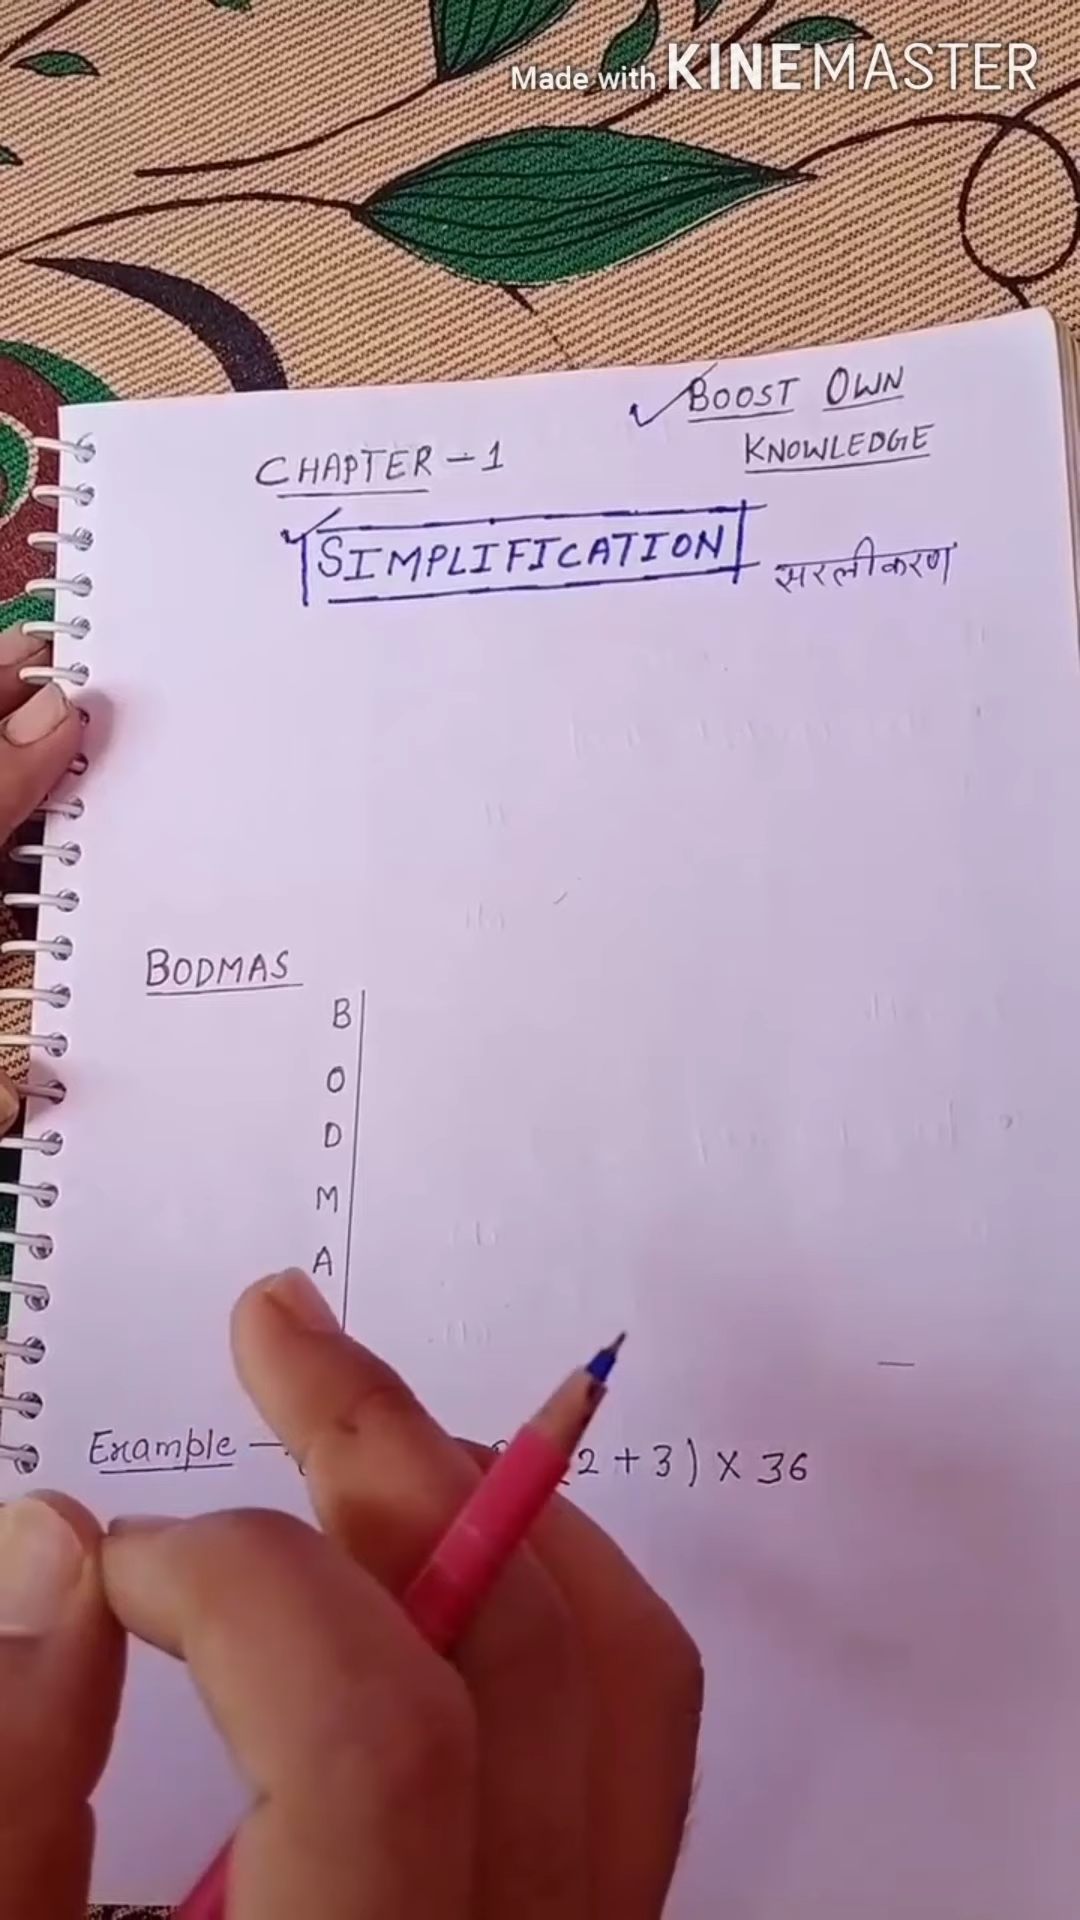 Made with KINEMASTER
BOOST OWN
KNOWLEDGE
CHAPTER-1
SIMPLIFICATION
सरलीकरण
BODMAS
B
O
D
M
A
Example —
2 + 3) × 36